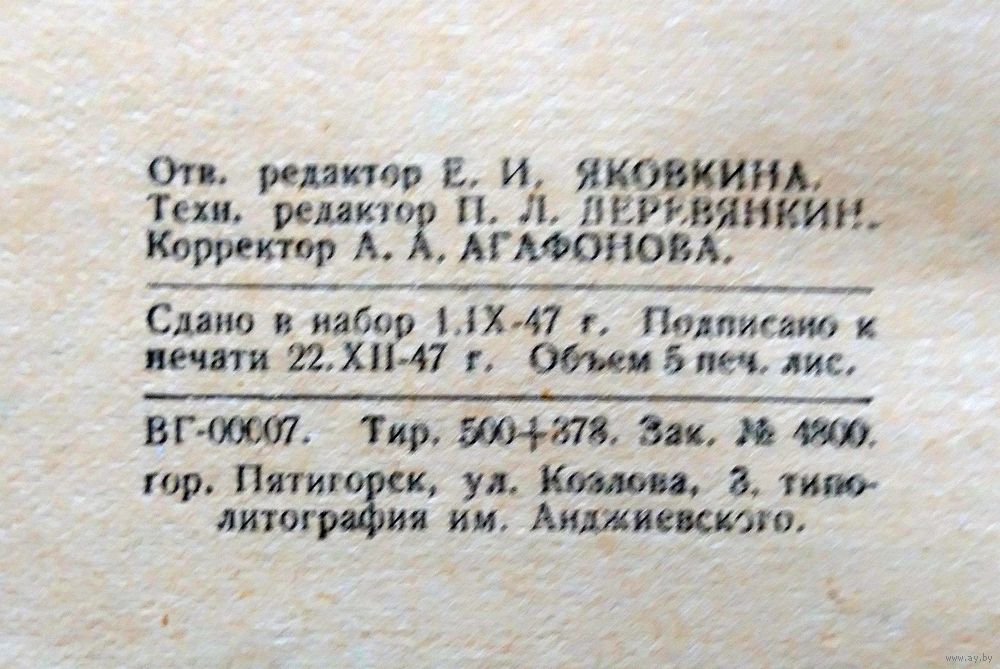 Отв. редактор Е. И. ЯКОВКИНА.
Техн. редактор П. Л. ДЕРЕВЯНКИН.
Корректор А. А. АГАФОНОВА.
Сдано в набор 1.IX-47 г. Подписано к
печати 22.XII-47 г. Объем 5 печ. лис.
ВГ-00007. Тир. 500+378. Зак. № 4800.
гор. Пятигорск, ул. Козлова, 3, типо-
литография им. Анджиевского.
www.ay.by